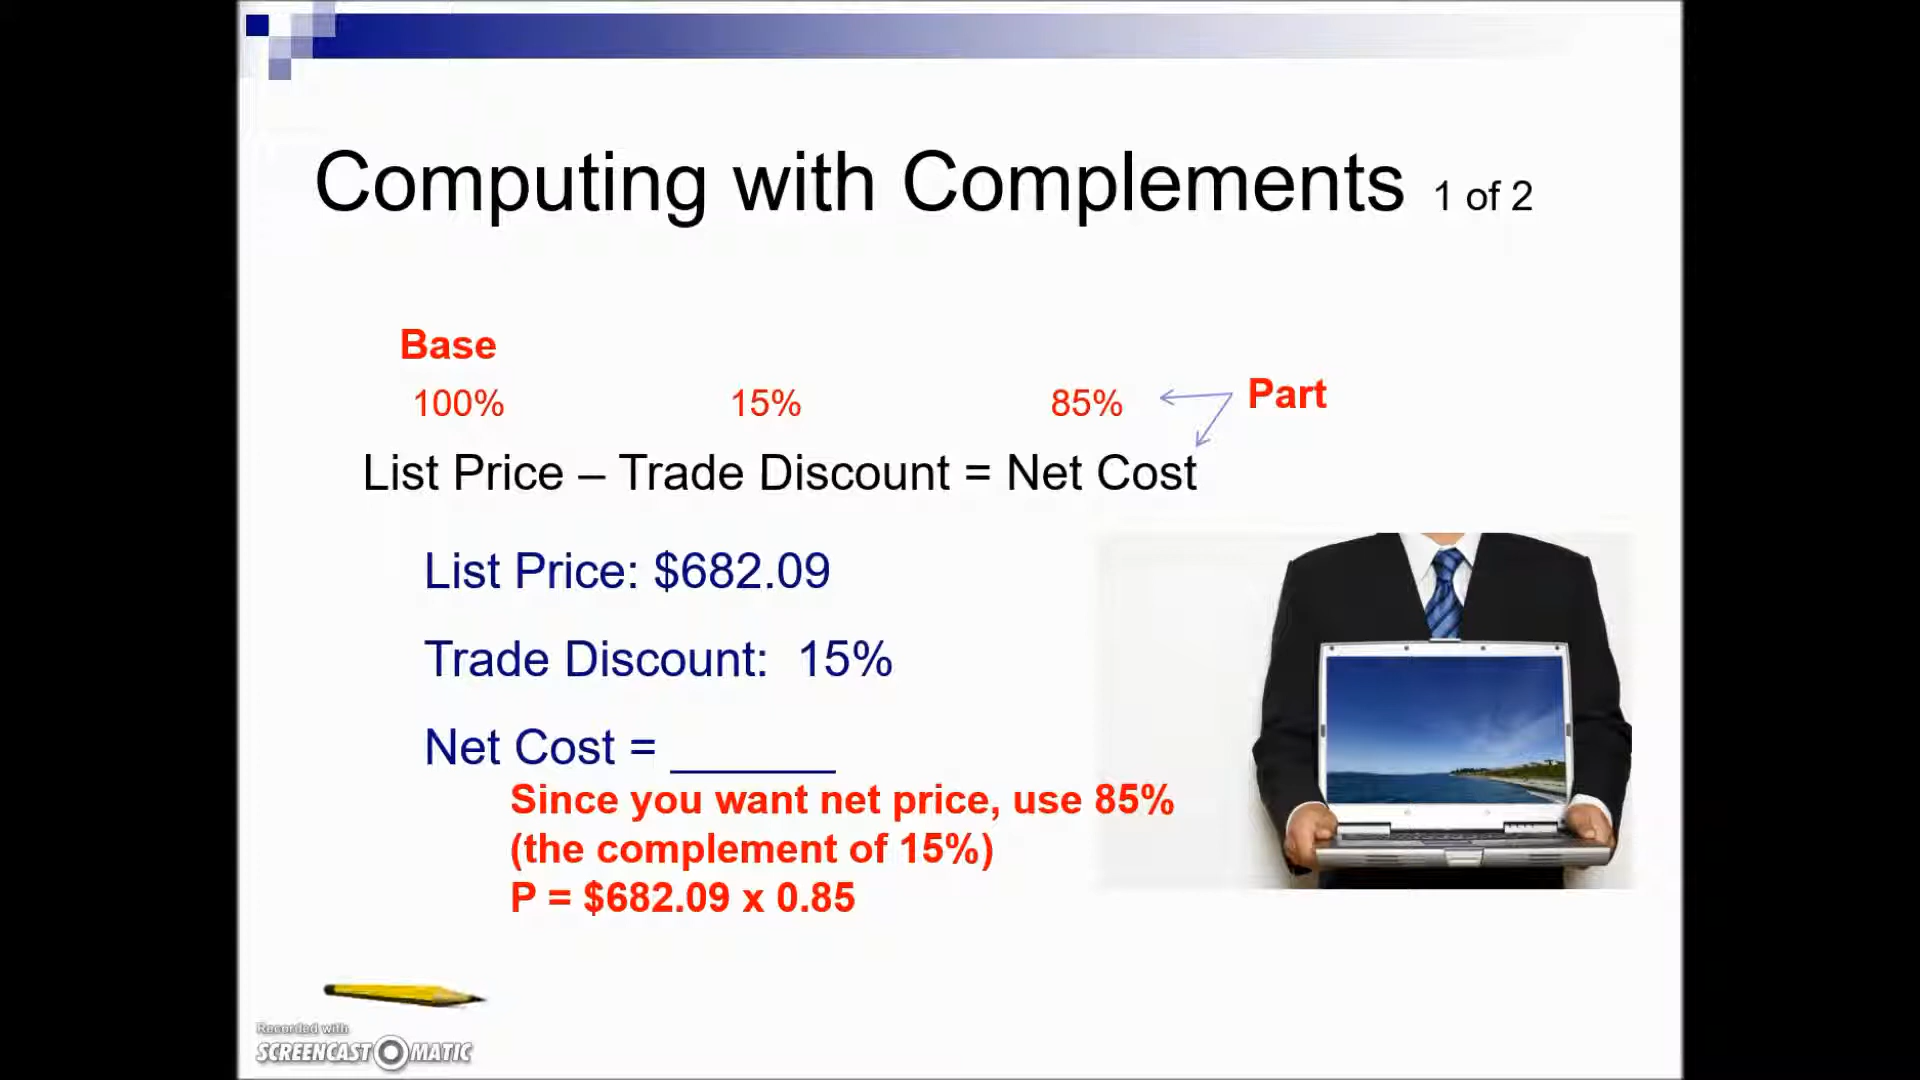 Computing with Complements 1 of 2
Base
100% 15% 85% Part
List Price – Trade Discount = Net Cost
List Price: $682.09
Trade Discount: 15%
Net Cost = ______
Since you want net price, use 85%
(the complement of 15%)
P = $682.09 x 0.85
Recorded with
SCREENCAST O MATIC